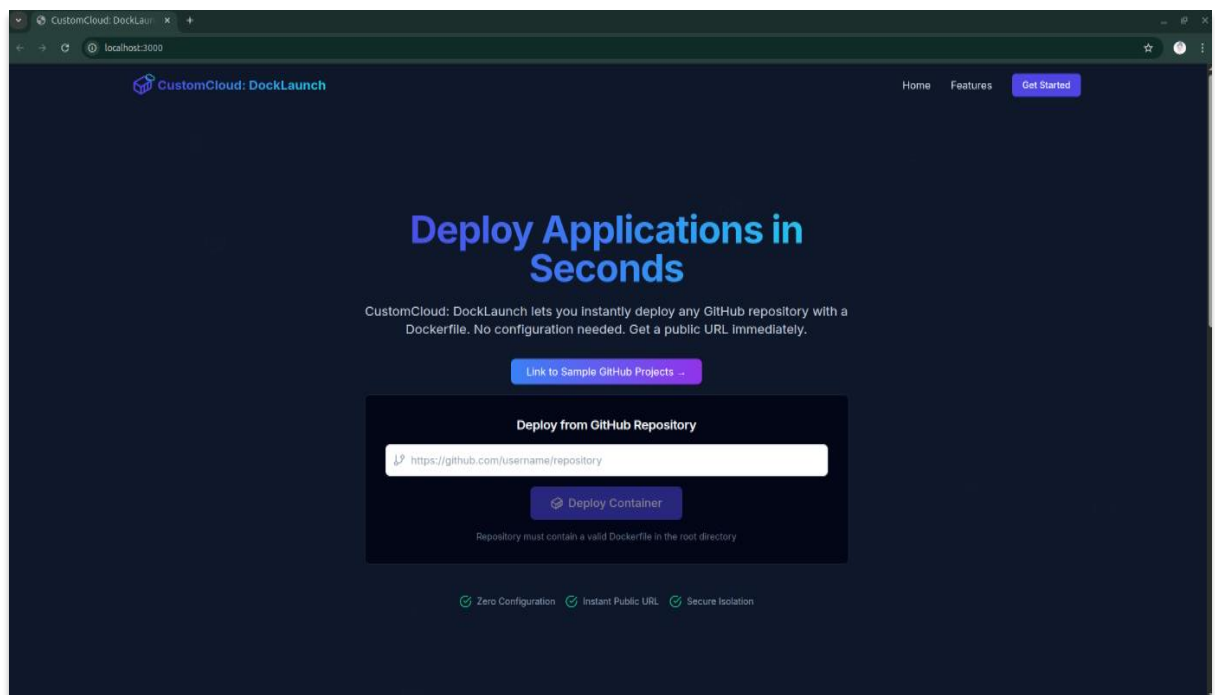 CustomCloud: DockLaun
localhost:3000
CustomCloud: DockLaunch
Home Features Get Started
Deploy Applications in
Seconds
CustomCloud: DockLaunch lets you instantly deploy any GitHub repository with a
Dockerfile. No configuration needed. Get a public URL immediately.
Link to Sample GitHub Projects →
Deploy from GitHub Repository
https://github.com/username/repository
Deploy Container
Repository must contain a valid Dockerfile in the root directory
Zero Configuration Instant Public URL Secure Isolation